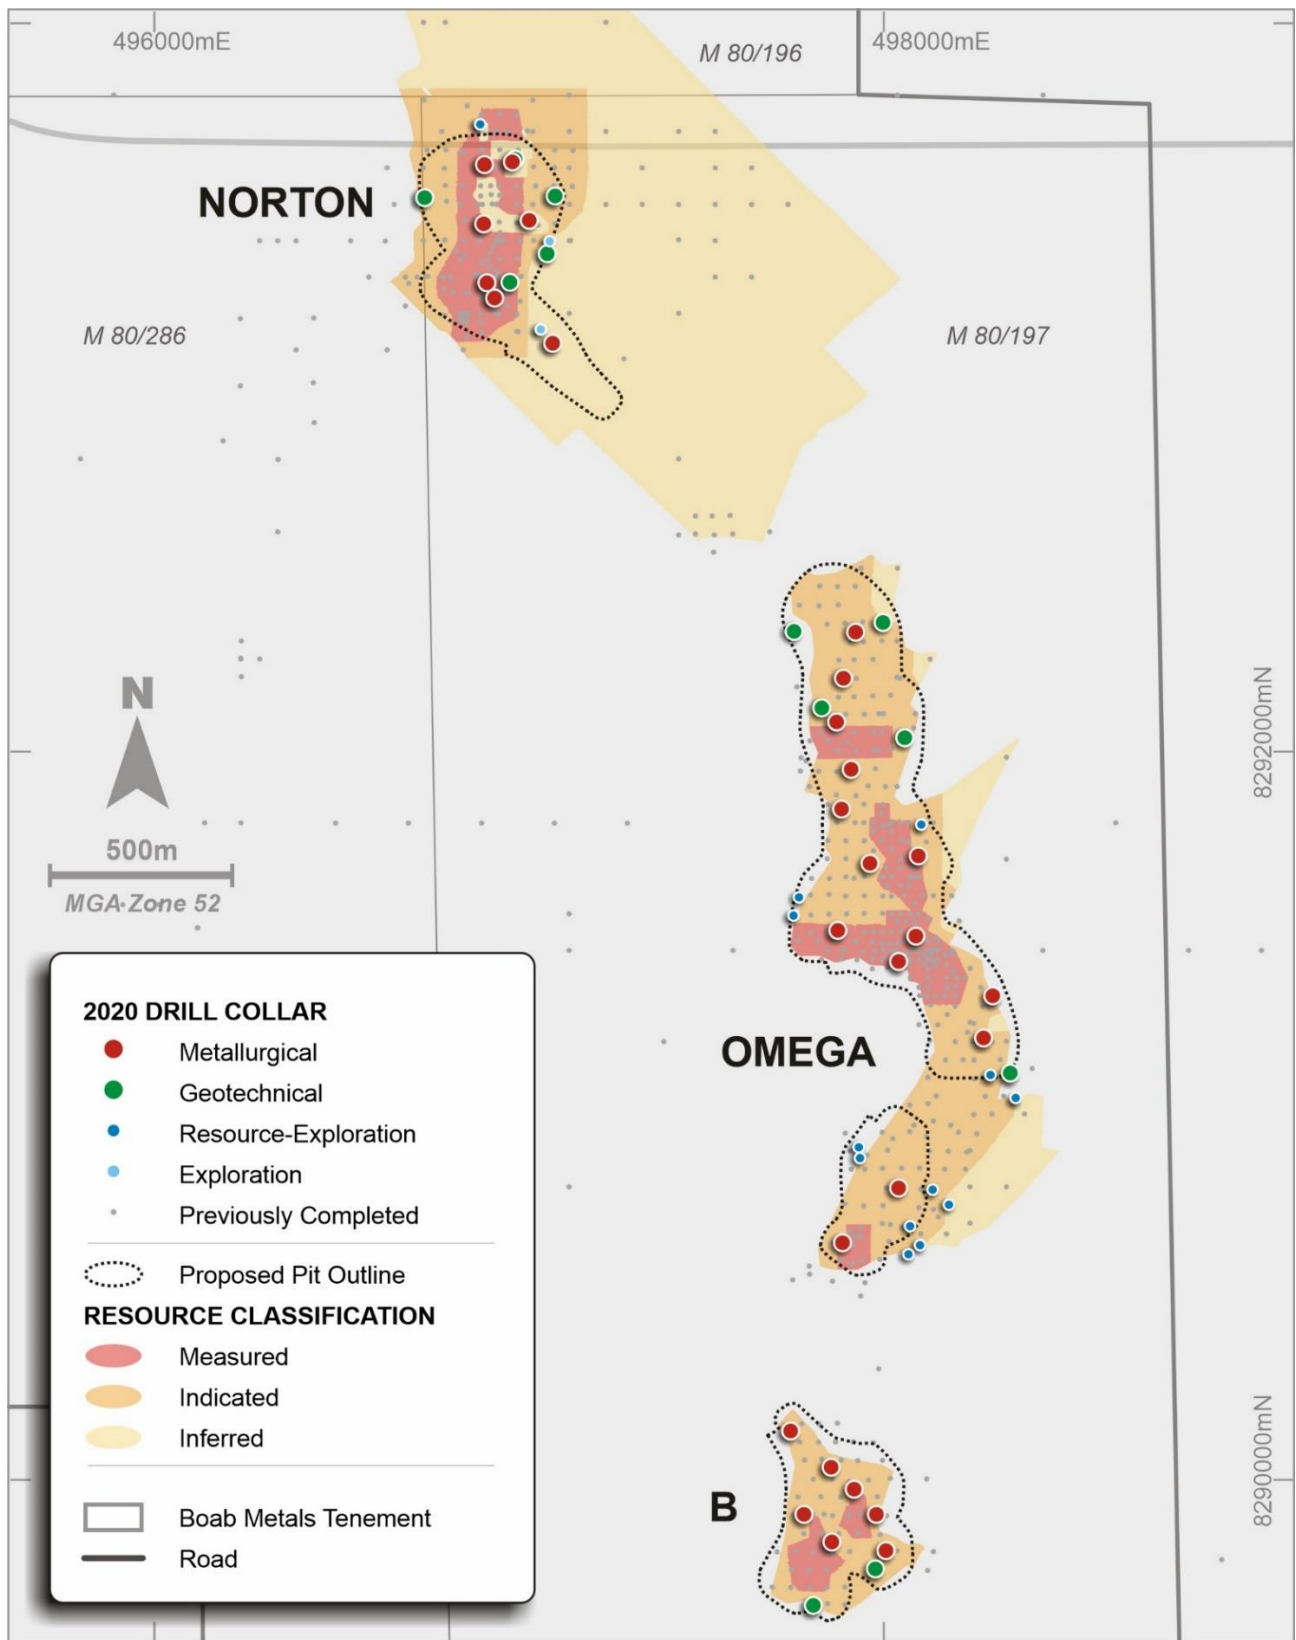 496000mE
498000mE
M 80/196
NORTON
M 80/286
M 80/197
N
8292000mN
500m
MGA Zone 52
OMEGA
2020 DRILL COLLAR
Metallurgical
Geotechnical
Resource-Exploration
Exploration
Previously Completed
Proposed Pit Outline
RESOURCE CLASSIFICATION
Measured
Indicated
Inferred
Boab Metals Tenement
Road
B
8290000mN